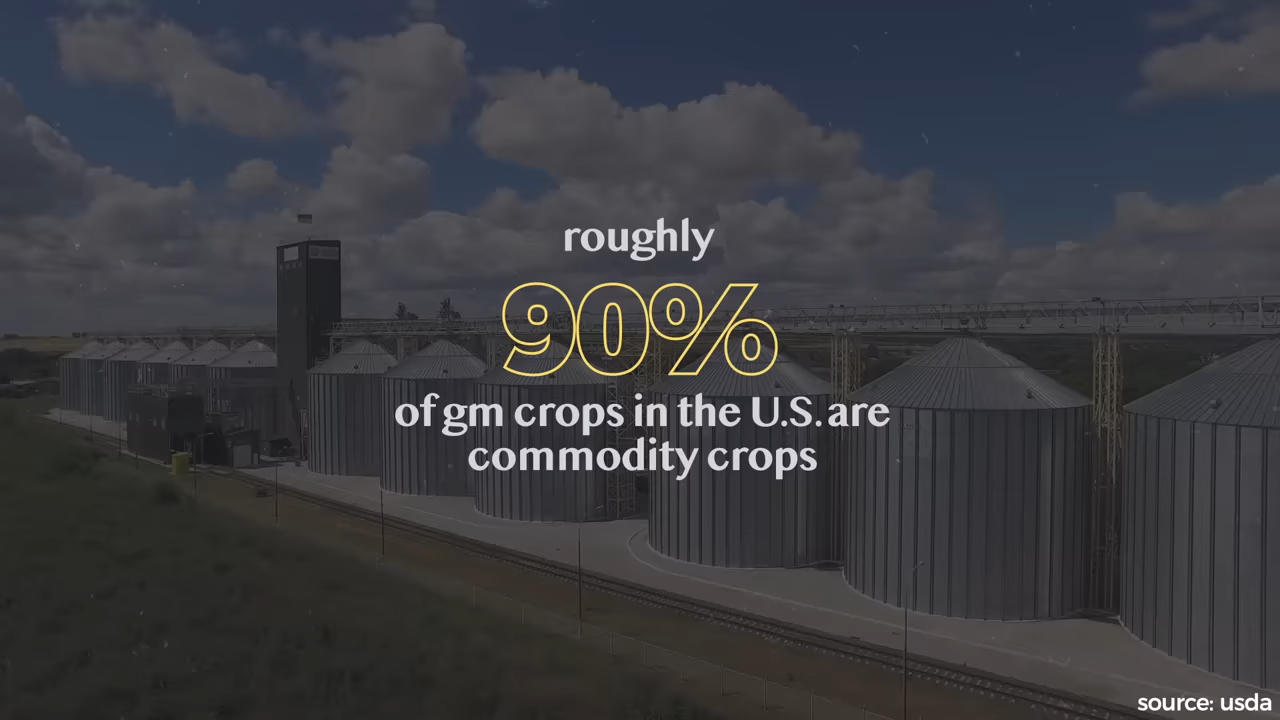 roughly
90%
of gm crops in the U.S. are
commodity crops
source: usda